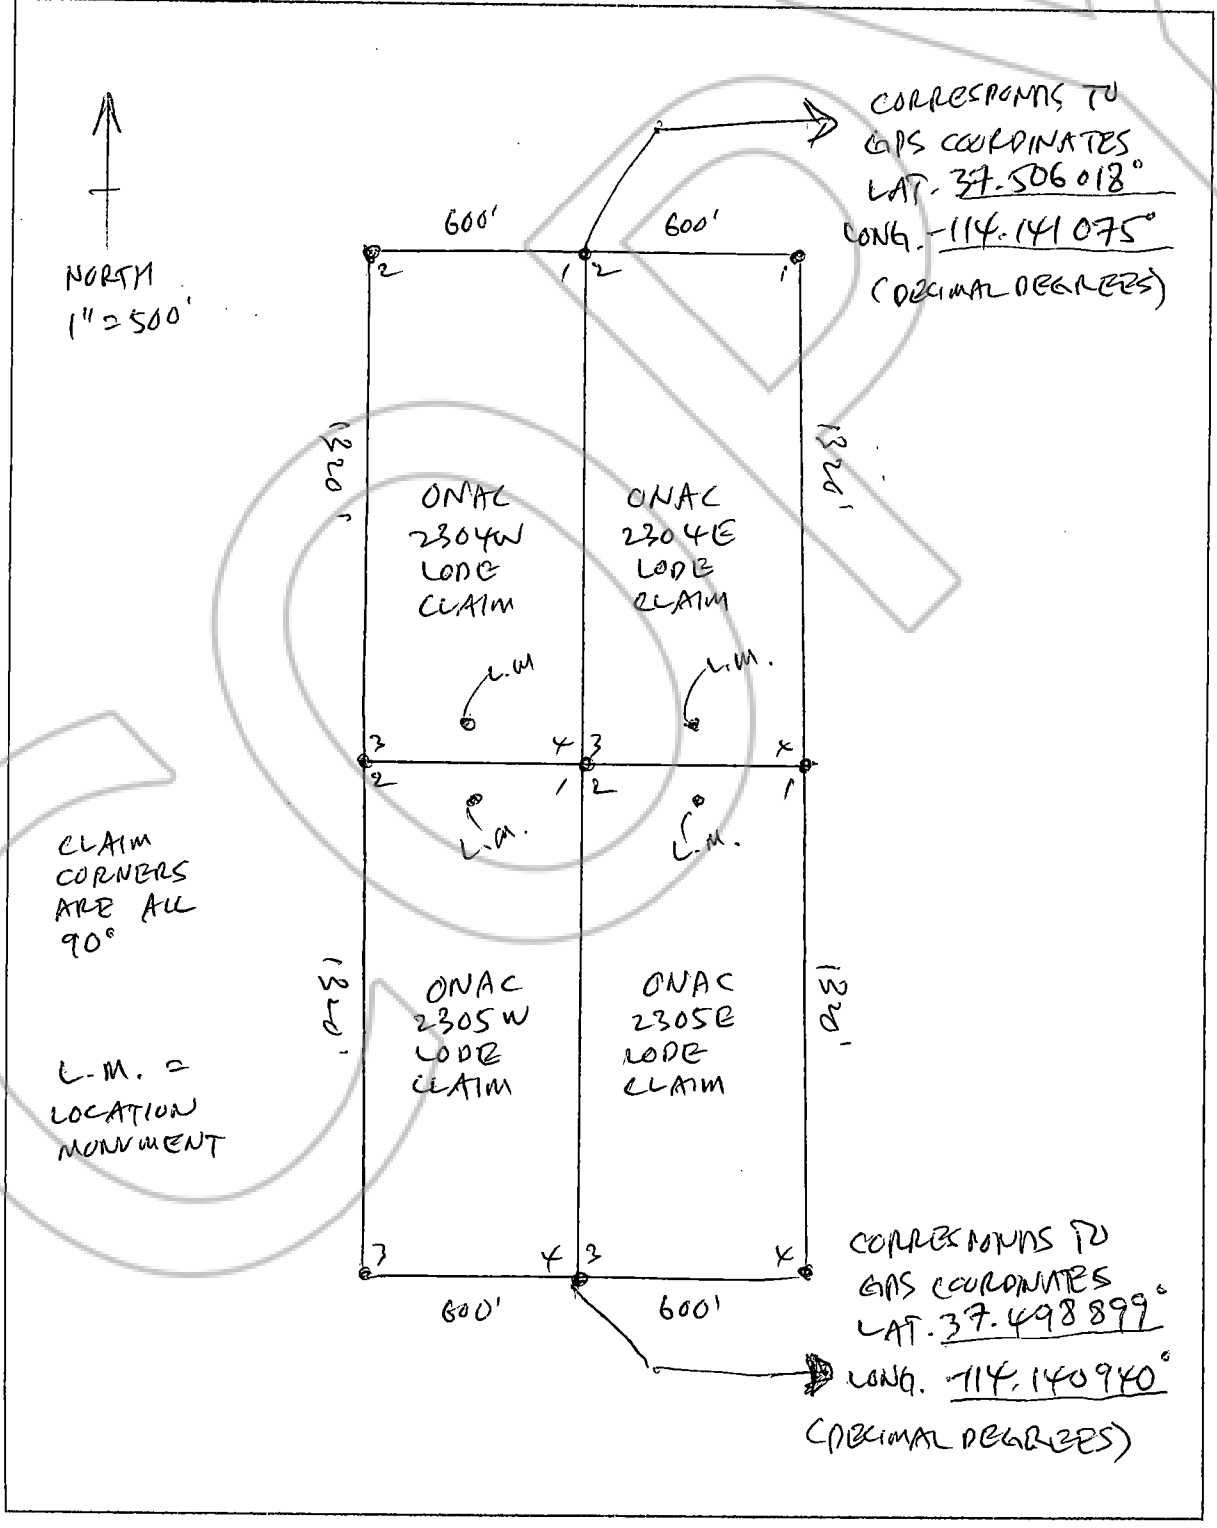 CORRESPONDS TO
GPS COORDINATES
LAT. 37.506018°
LONG. -114.141075°
(DECIMAL DEGREES)
NORTH
1" = 500'
600' 600'
2 1 2 1
1320' 1320'
ONAC
2304W
LODE
CLAIM
ONAC
2304E
LODE
CLAIM
L.M L.M.
3 4 3 4
2 1 2 1
L.M. L.M.
CLAIM
CORNERS
ARE ALL
90°
1320' 1320'
ONAC
2305W
LODE
CLAIM
ONAC
2305E
LODE
CLAIM
L.M. =
LOCATION
MONUMENT
3 4 3 4
600' 600'
CORRESPONDS TO
GPS COORDINATES
LAT. 37.498899°
LONG. -114.140940°
(DECIMAL DEGREES)
COPY